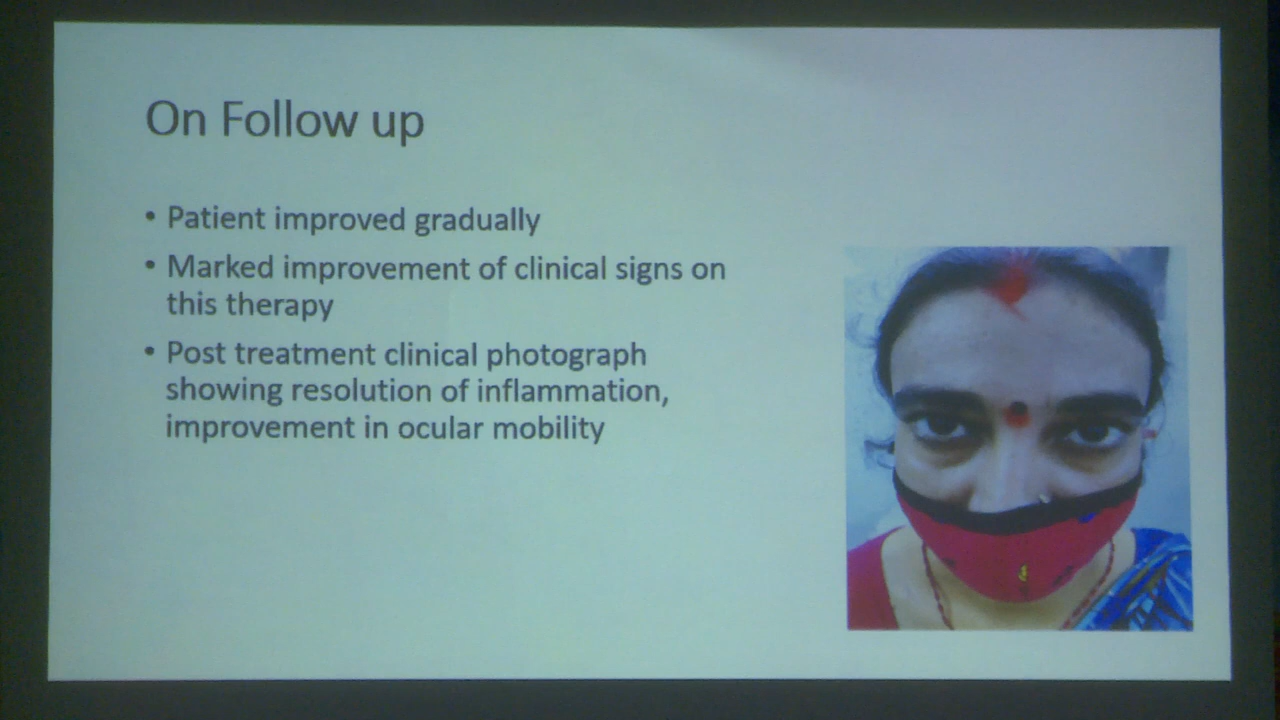 On Follow up
• Patient improved gradually
• Marked improvement of clinical signs on
this therapy
• Post treatment clinical photograph
showing resolution of inflammation,
improvement in ocular mobility